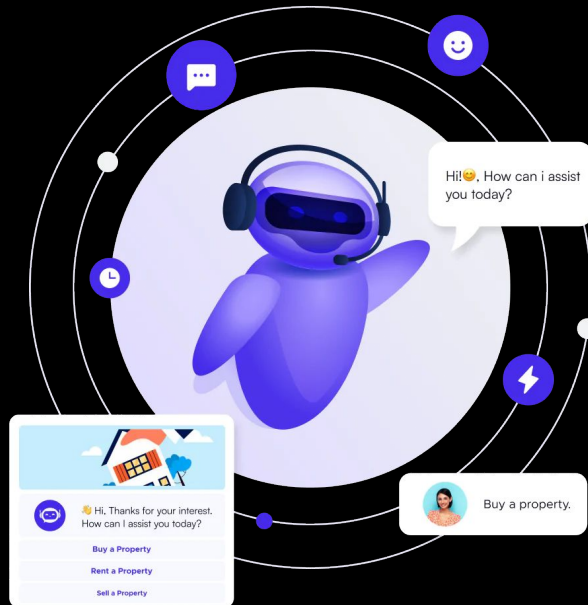 Hi!😊, How can i assist
you today?
👋 Hi, Thanks for your interest.
How can I assist you today?
Buy a Property
Rent a Property
Sell a Property
Buy a property.